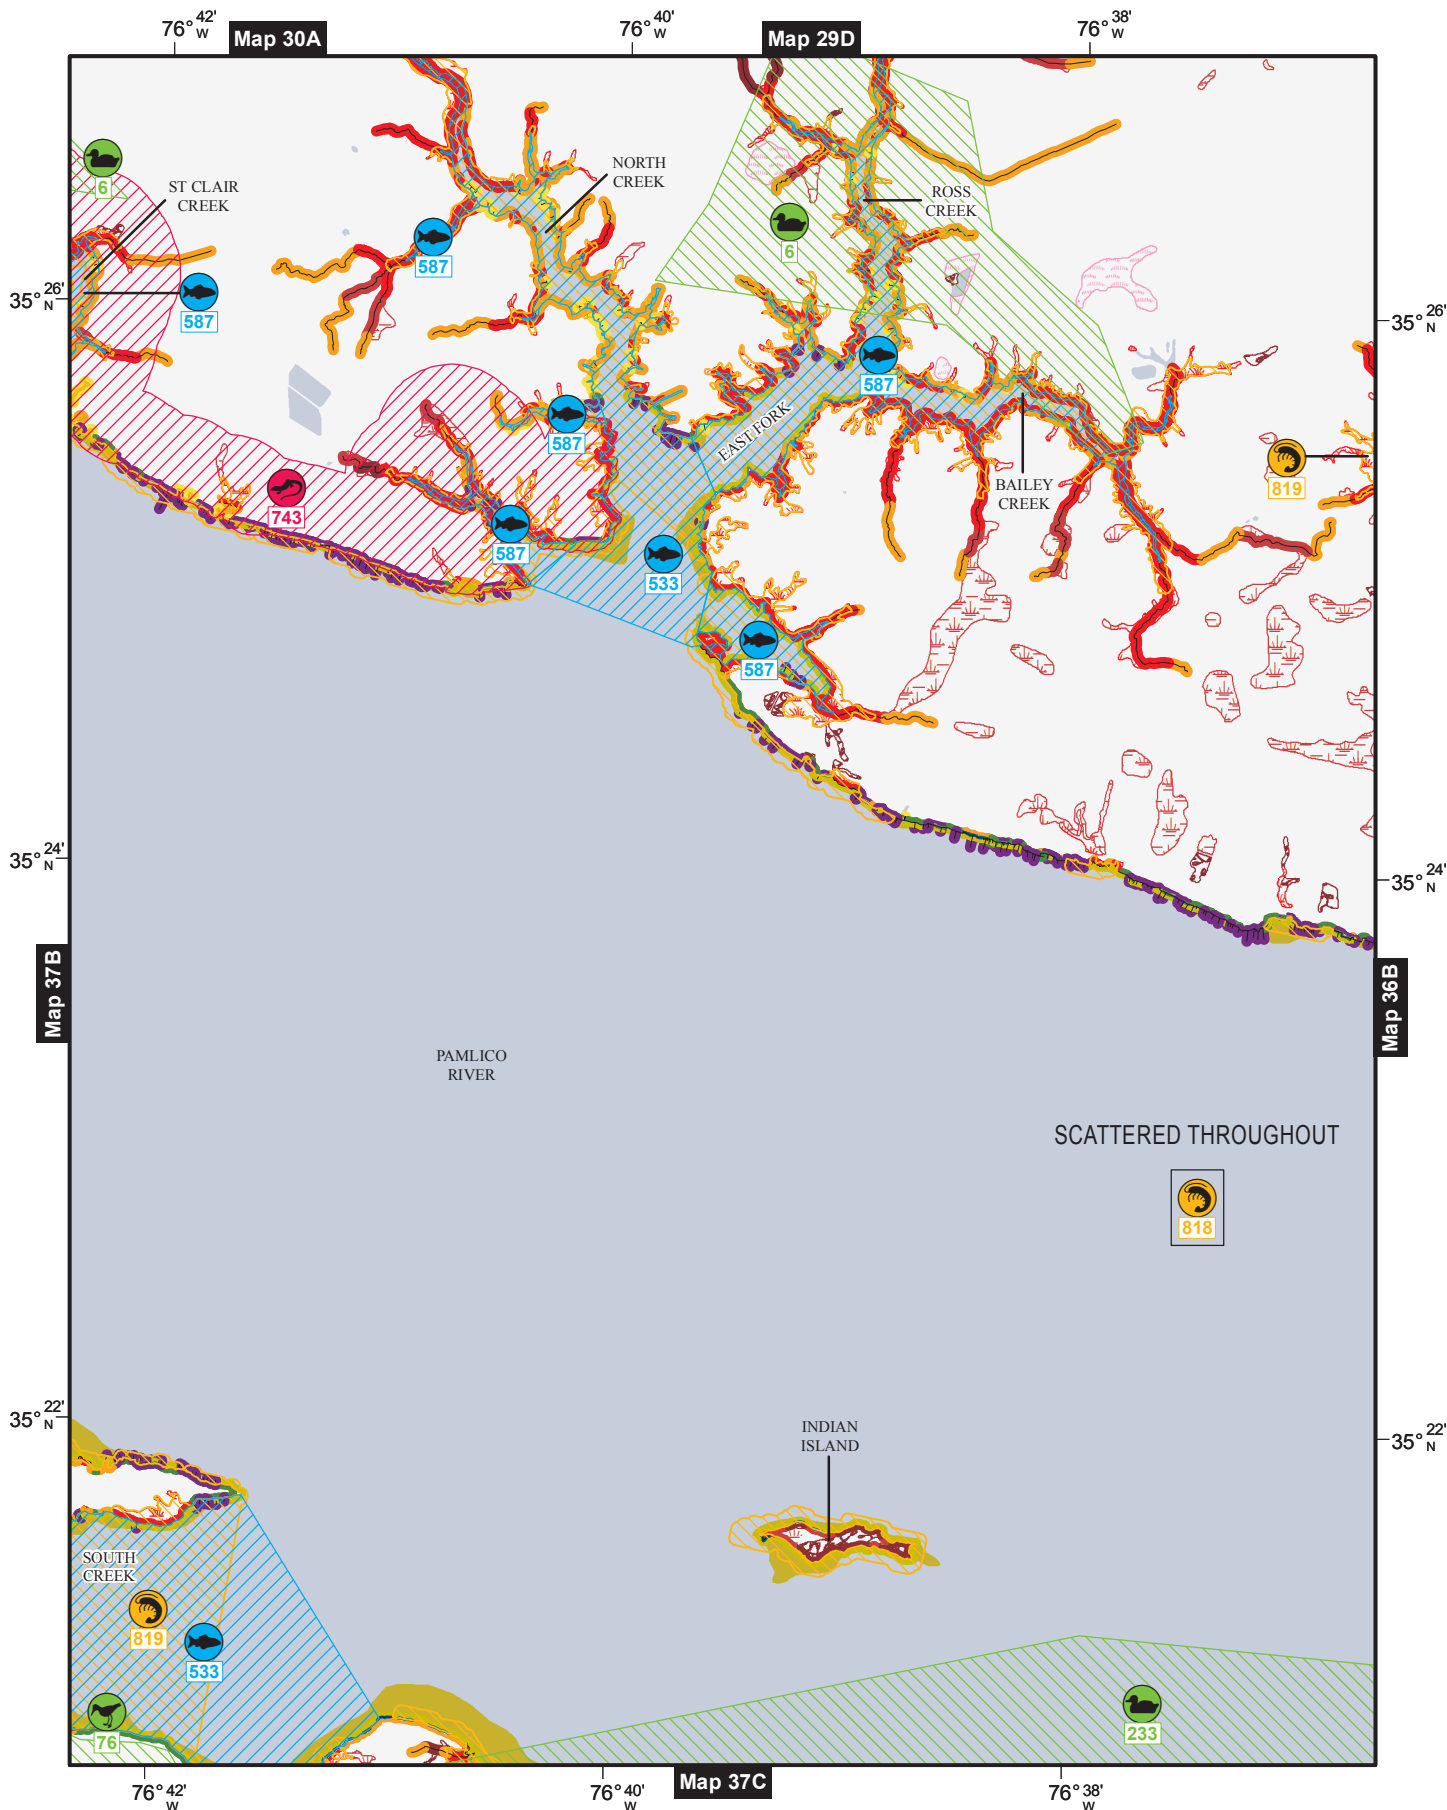 76° 42' W
Map 30A
76° 40' W
Map 29D
76° 38' W
6
ST CLAIR
CREEK
NORTH
CREEK
ROSS
CREEK
6
587
587
35° 26' N
35° 26' N
587
587
EAST FORK
BAILEY
CREEK
819
743
587
533
587
35° 24' N
35° 24' N
Map 37B
Map 36B
PAMLICO
RIVER
SCATTERED THROUGHOUT
818
35° 22' N
35° 22' N
INDIAN
ISLAND
SOUTH
CREEK
819
533
76
233
76° 42' W
76° 40' W
Map 37C
76° 38' W